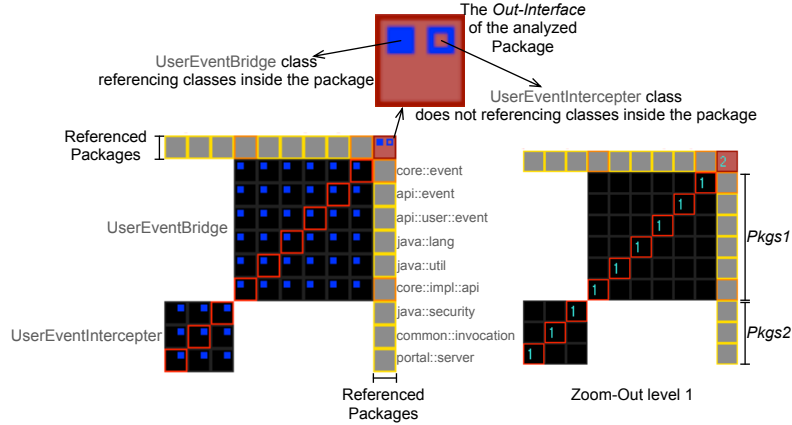 The Out-Interface
of the analyzed
Package
UserEventBridge class
referencing classes inside the package
UserEventIntercepter class
does not referencing classes inside the package
Referenced
Packages
UserEventBridge
UserEventIntercepter
core::event
api::event
api::user::event
java::lang
java::util
core::impl::api
java::security
common::invocation
portal::server
Referenced
Packages
2
1
1
1
1
1
1
1
1
1
Pkgs1
Pkgs2
Zoom-Out level 1